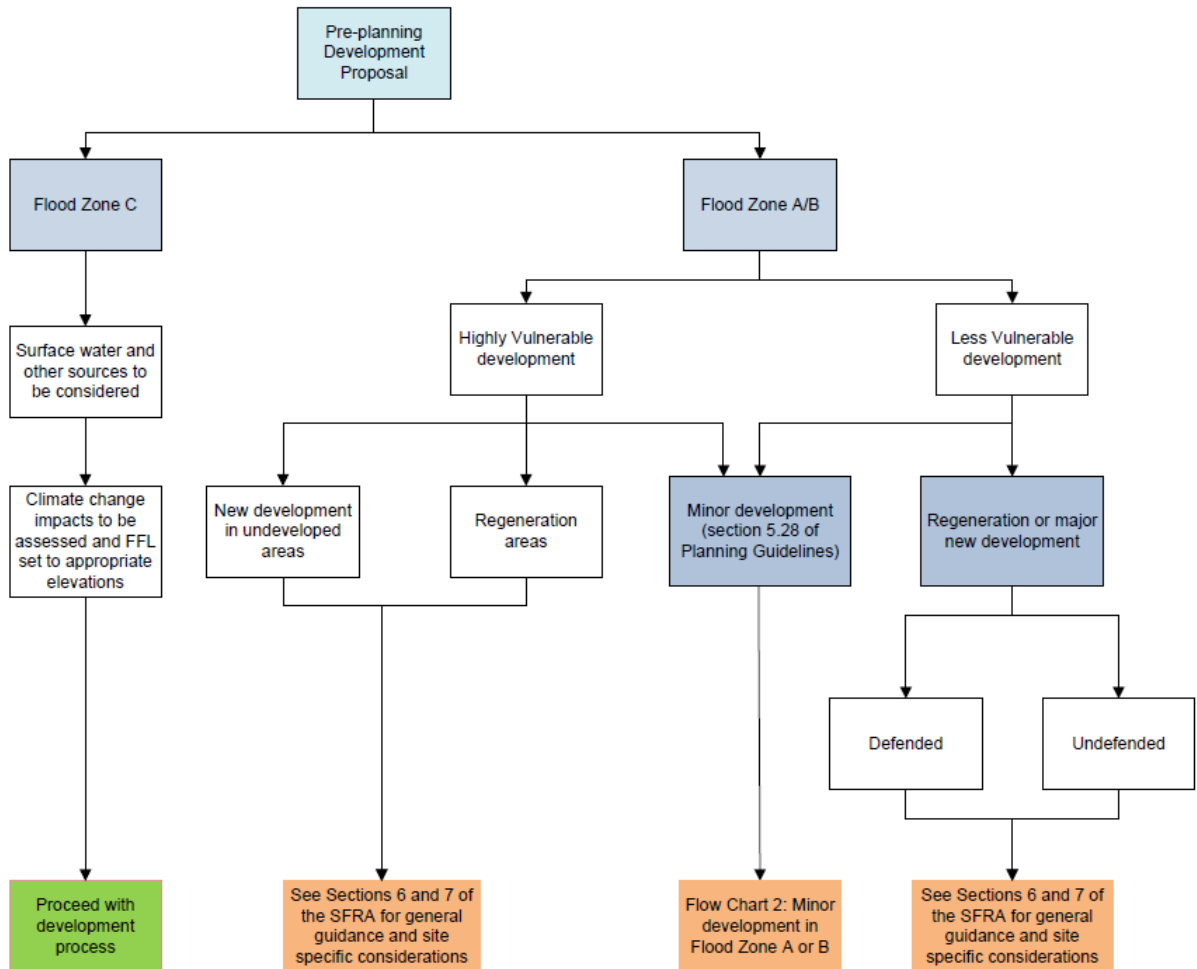 Pre-planning
Development
Proposal
Flood Zone C
Flood Zone A/B
Surface water and
other sources to
be considered
Highly Vulnerable
development
Less Vulnerable
development
Climate change
impacts to be
assessed and FFL
set to appropriate
elevations
New development
in undeveloped
areas
Regeneration
areas
Minor development
(section 5.28 of
Planning Guidelines)
Regeneration or major
new development
Defended
Undefended
Proceed with
development
process
See Sections 6 and 7 of
the SFRA for general
guidance and site
specific considerations
Flow Chart 2: Minor
development in
Flood Zone A or B
See Sections 6 and 7 of
the SFRA for general
guidance and site
specific considerations